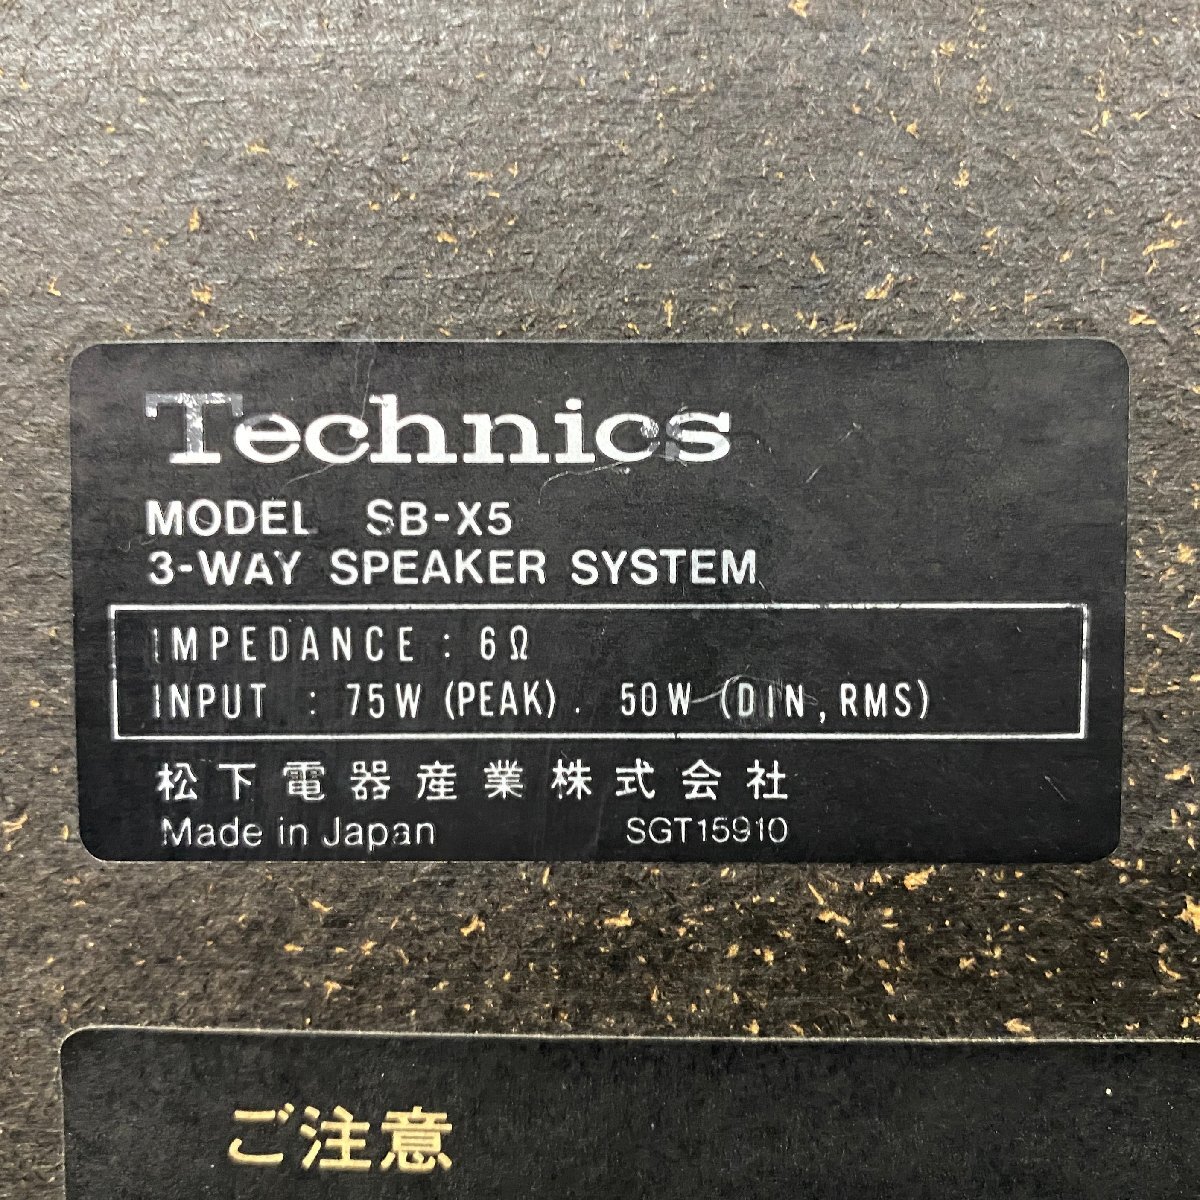 Technics
MODEL SB-X5
3-WAY SPEAKER SYSTEM
IMPEDANCE : 6Ω
INPUT : 75W (PEAK). 50W (DIN, RMS)
松下電器産業株式会社
Made in Japan SGT15910
ご注意